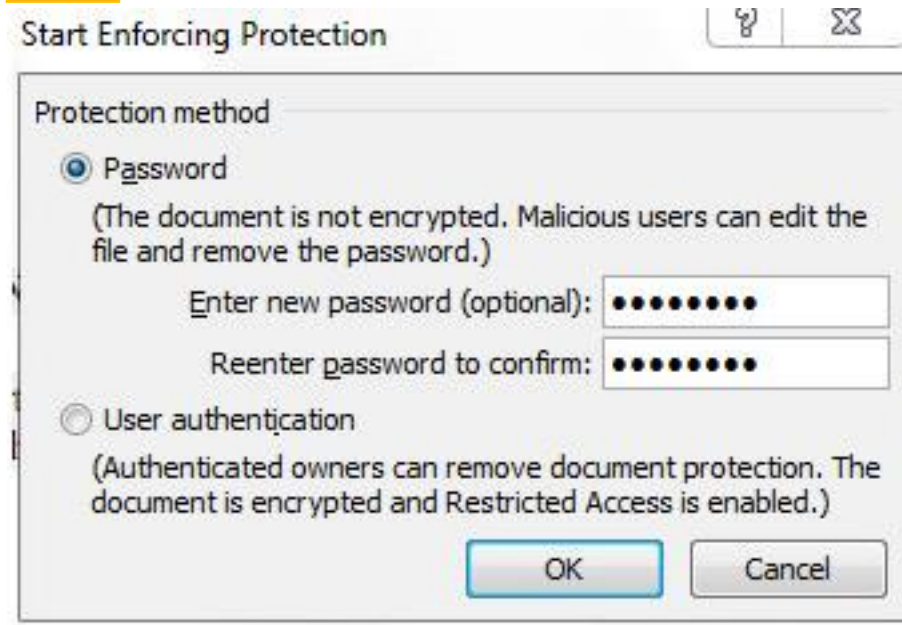 Start Enforcing Protection
Protection method
Password
(The document is not encrypted. Malicious users can edit the
file and remove the password.)
Enter new password (optional): ●●●●●●●●
Reenter password to confirm: ●●●●●●●●
User authentication
(Authenticated owners can remove document protection. The
document is encrypted and Restricted Access is enabled.)
OK Cancel